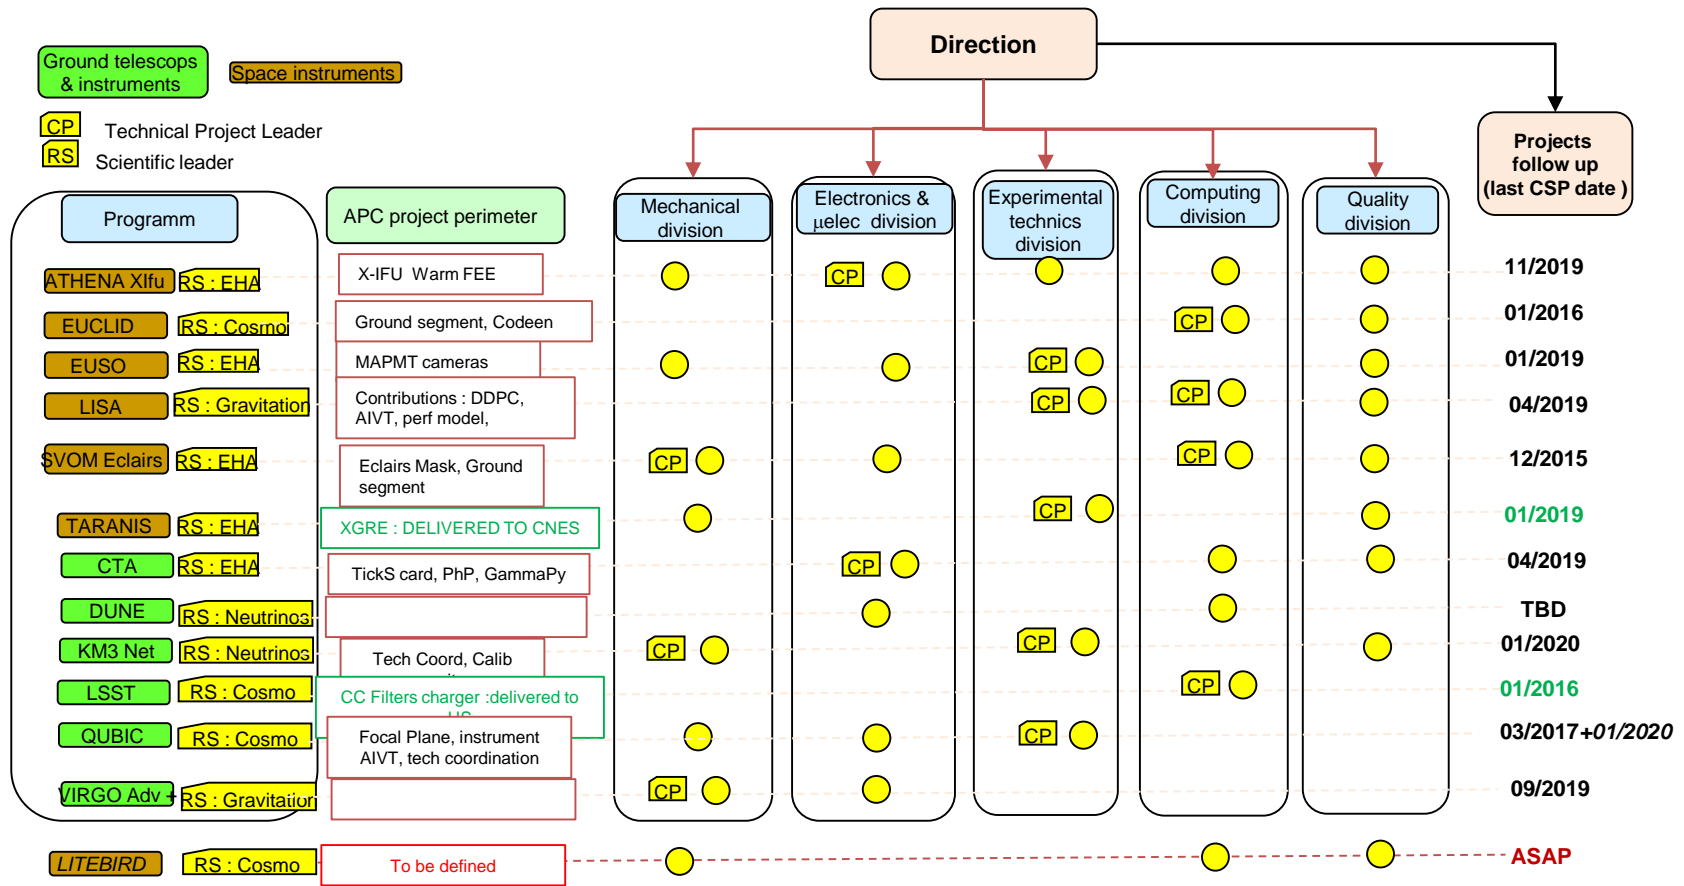 Direction
Ground telescops
& instruments
Space instruments
CP Technical Project Leader
RS Scientific leader
Projects
follow up
(last CSP date )
Programm
APC project perimeter
Mechanical
division
Electronics &
μelec division
Experimental
technics
division
Computing
division
Quality
division
ATHENA XIfu RS : EHA X-IFU Warm FEE CP 11/2019
EUCLID RS : Cosmo Ground segment, Codeen CP 01/2016
EUSO RS : EHA MAPMT cameras CP 01/2019
LISA RS : Gravitation Contributions : DDPC,
AIVT, perf model, CP CP 04/2019
SVOM Eclairs RS : EHA Eclairs Mask, Ground
segment CP CP 12/2015
TARANIS RS : EHA XGRE : DELIVERED TO CNES CP 01/2019
CTA RS : EHA TickS card, PhP, GammaPy CP 04/2019
DUNE RS : Neutrinos TBD
KM3 Net RS : Neutrinos Tech Coord, Calib CP CP 01/2020
LSST RS : Cosmo CC Filters charger :delivered to
US CP 01/2016
QUBIC RS : Cosmo Focal Plane, instrument
AIVT, tech coordination CP 03/2017+01/2020
VIRGO Adv + RS : Gravitation CP 09/2019
LITEBIRD RS : Cosmo To be defined ASAP